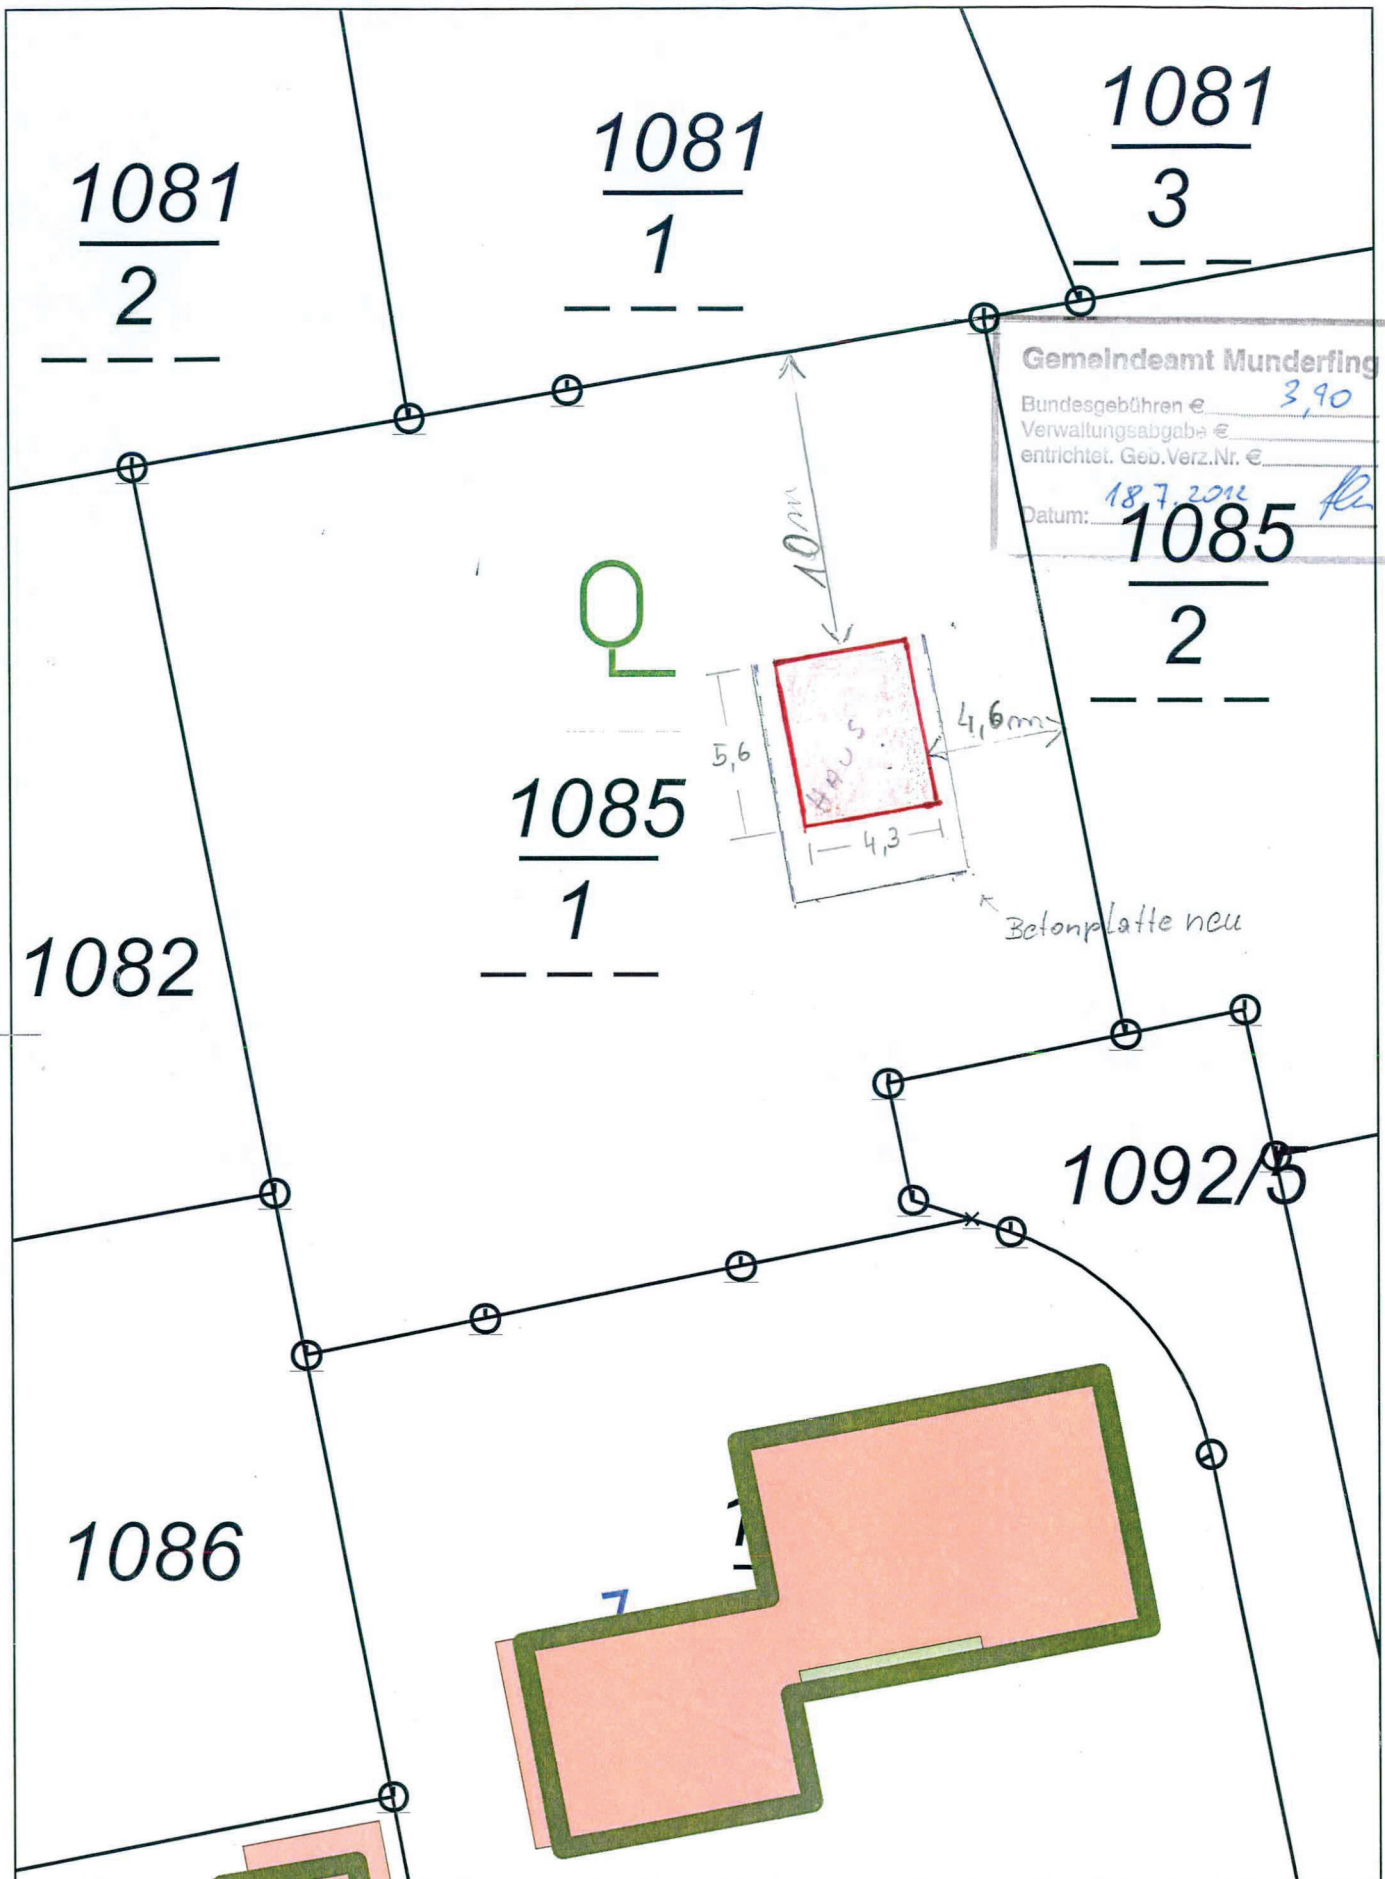 1081
2
1081
1
1081
3
Gemeindeamt Munderfing
Bundesgebühren € 3,90
Verwaltungsabgabe €
entrichtet. Geb.Verz.Nr. €
Datum: 18.7.2012
1085
2
10m
HAUS
4,6m
5,6
4,3
Betonplatte neu
1085
1
1082
1092/5
1086
7